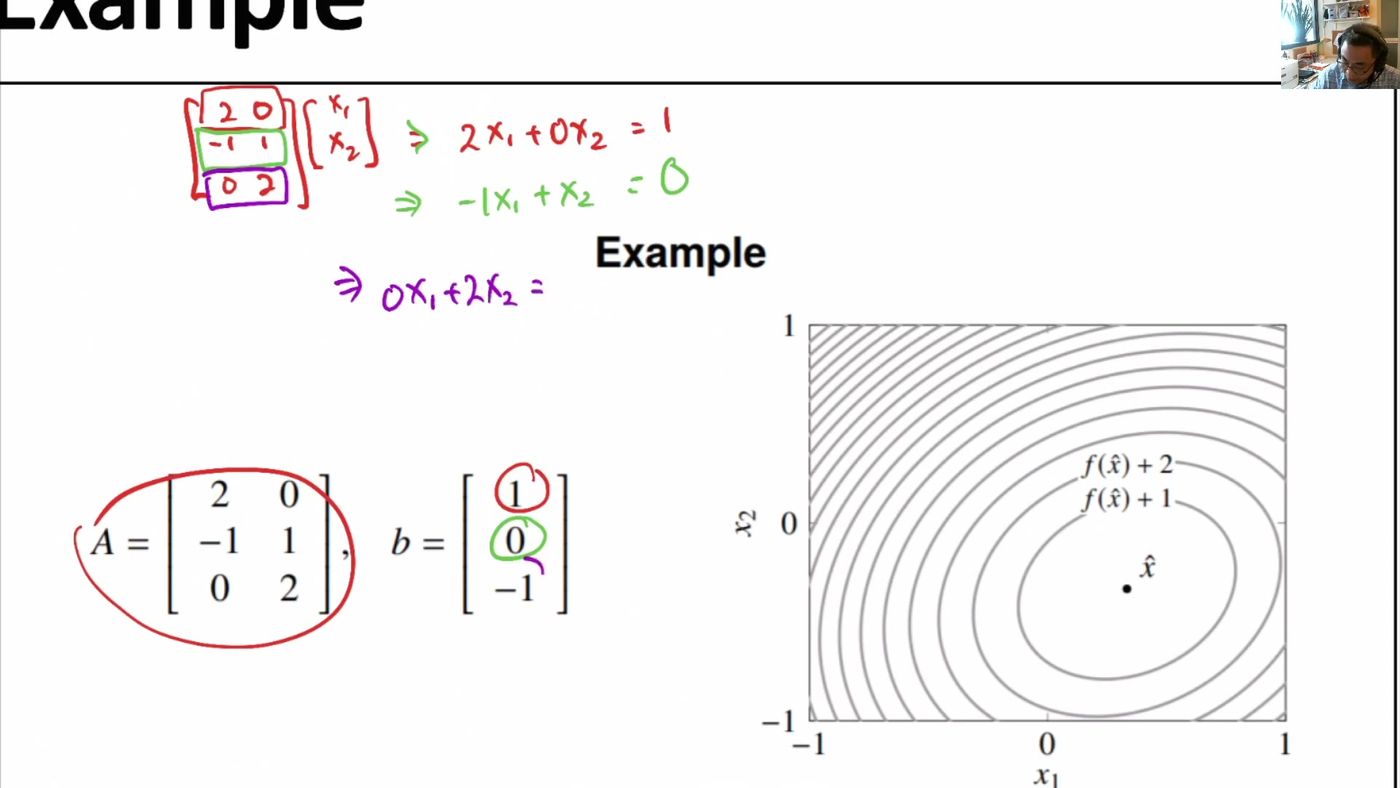 Example
[2 0] [x₁]
[-1 1] [x₂]
[0 2]
⇒ 2x₁+0x₂ = 1
⇒ -1x₁+x₂ = 0
⇒ 0x₁+2x₂ =
Example
A = [2 0; −1 1; 0 2], b = [1; 0; −1]
1
f(x̂) + 2
f(x̂) + 1
x₂
0
x̂
−1
−1 0 1
x₁